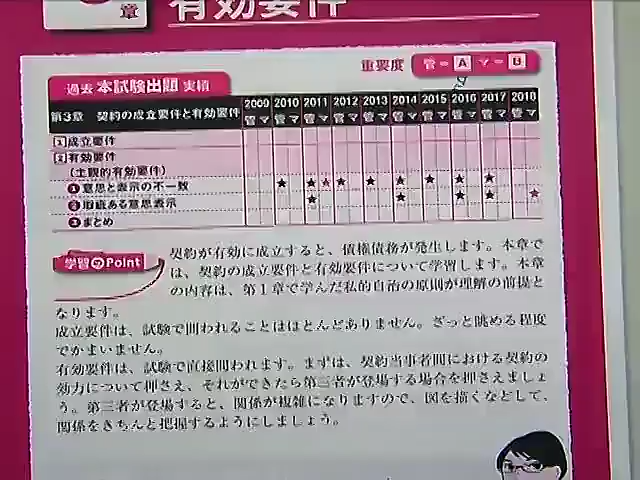 章 有効要件
重要度 管=A マ=B
過去 本試験出題 実績
第3章 契約の成立要件と有効要件 2009 2010 2011 2012 2013 2014 2015 2016 2017 2018
管 マ 管 マ 管 マ 管 マ 管 マ 管 マ 管 マ 管 マ 管 マ 管 マ
1 成立要件
2 有効要件
(主観的有効要件)
❶意思と表示の不一致 ★ ★ ★ ★ ★ ★ ★ ★ ★
❷瑕疵ある意思表示 ★ ★ ★ ★ ★
❸まとめ
学習のPoint
契約が有効に成立すると、債権債務が発生します。本章で
は、契約の成立要件と有効要件について学習します。本章
の内容は、第1章で学んだ私的自治の原則が理解の前提と
なります。
成立要件は、試験で問われることはほとんどありません。ざっと眺める程度
でかまいません。
有効要件は、試験で直接問われます。まずは、契約当事者間における契約の
効力について押さえ、それができたら第三者が登場する場合を押さえましょ
う。第三者が登場すると、関係が複雑になりますので、図を描くなどして、
関係をきちんと把握するようにしましょう。